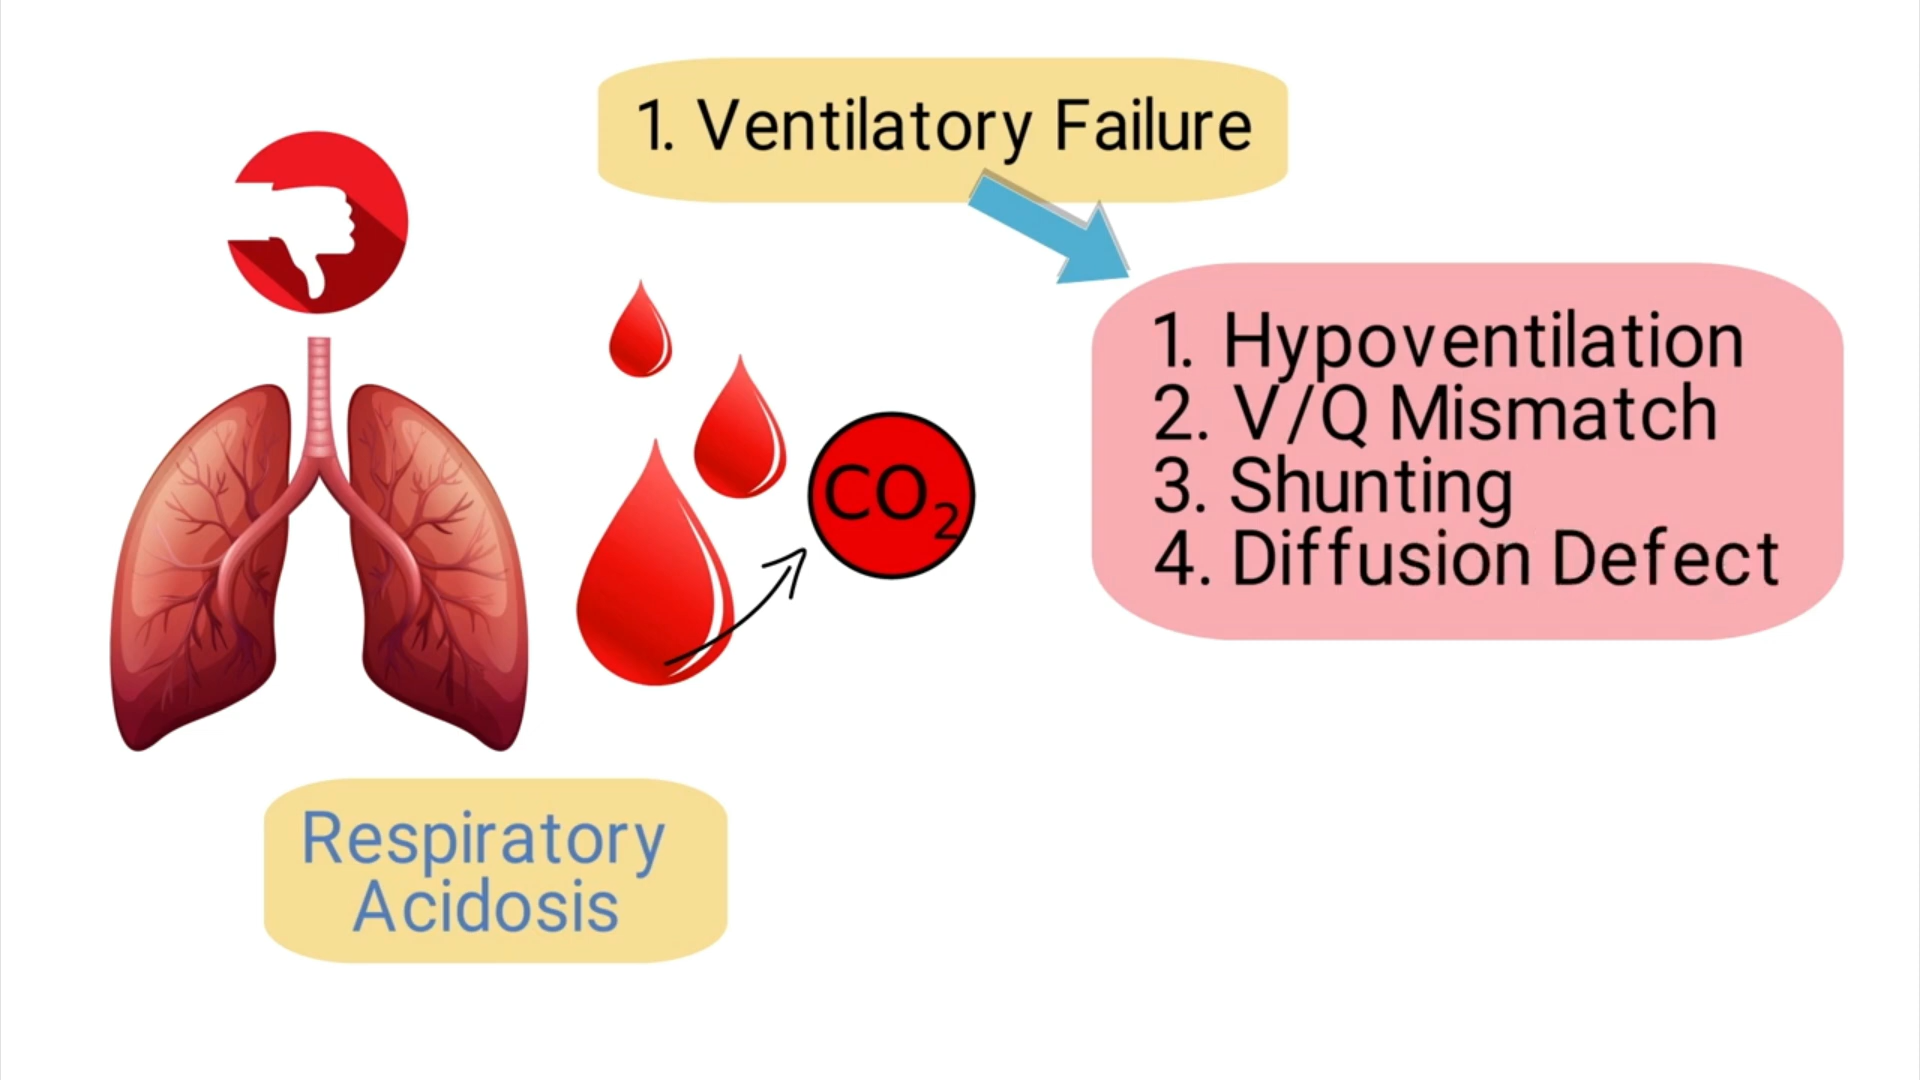 1. Ventilatory Failure
CO₂
1. Hypoventilation
2. V/Q Mismatch
3. Shunting
4. Diffusion Defect
Respiratory
Acidosis